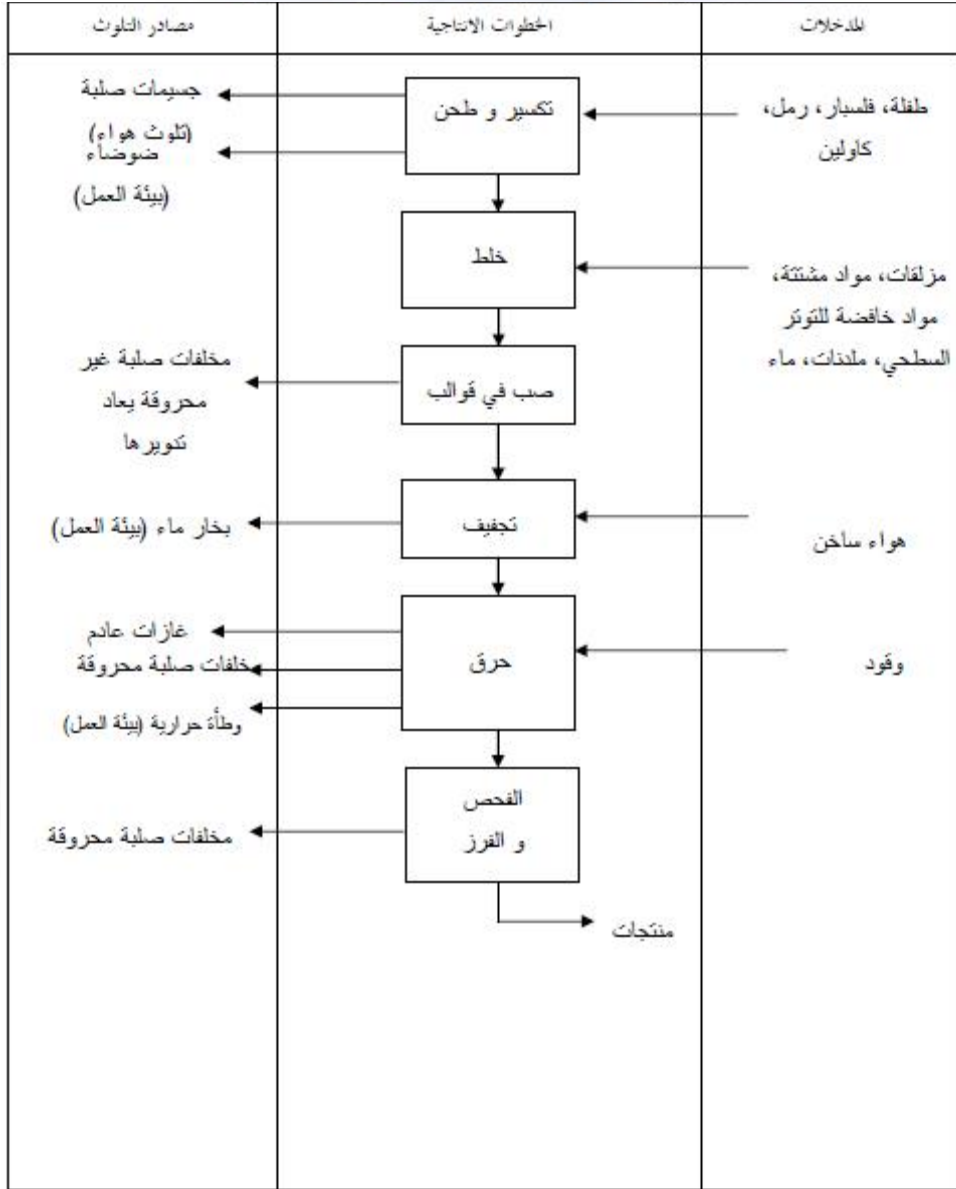 المدخلات
الخطوات الانتاجية
مصادر التلوث
طفلة، فلسبار، رمل،
كاولين
تكسير و طحن
جسيمات صلبة
(تلوث هواء)
ضوضاء
(بيئة العمل)
مزلقات، مواد مشتتة،
مواد خافضة للتوتر
السطحي، ملدنات، ماء
خلط
صب في قوالب
مخلفات صلبة غير
محروقة يعاد
تدويرها
هواء ساخن
تجفيف
بخار ماء (بيئة العمل)
وقود
حرق
غازات عادم
خلفات صلبة محروقة
وطأة حرارية (بيئة العمل)
الفحص
و الفرز
مخلفات صلبة محروقة
منتجات